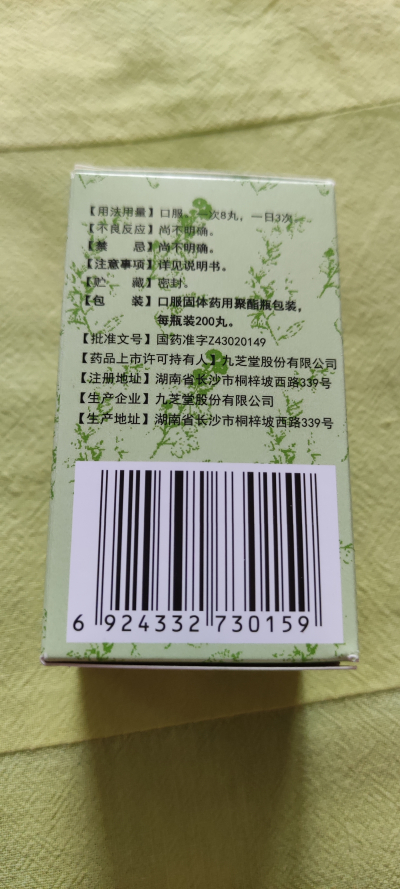 【用法用量】口服。一次8丸，一日3次。
【不良反应】尚不明确。
【禁 忌】尚不明确。
【注意事项】详见说明书。
【贮 藏】密封。
【包 装】口服固体药用聚酯瓶包装，
每瓶装200丸。
【批准文号】国药准字Z43020149
【药品上市许可持有人】九芝堂股份有限公司
【注册地址】湖南省长沙市桐梓坡西路339号
【生产企业】九芝堂股份有限公司
【生产地址】湖南省长沙市桐梓坡西路339号
6 924332 730159